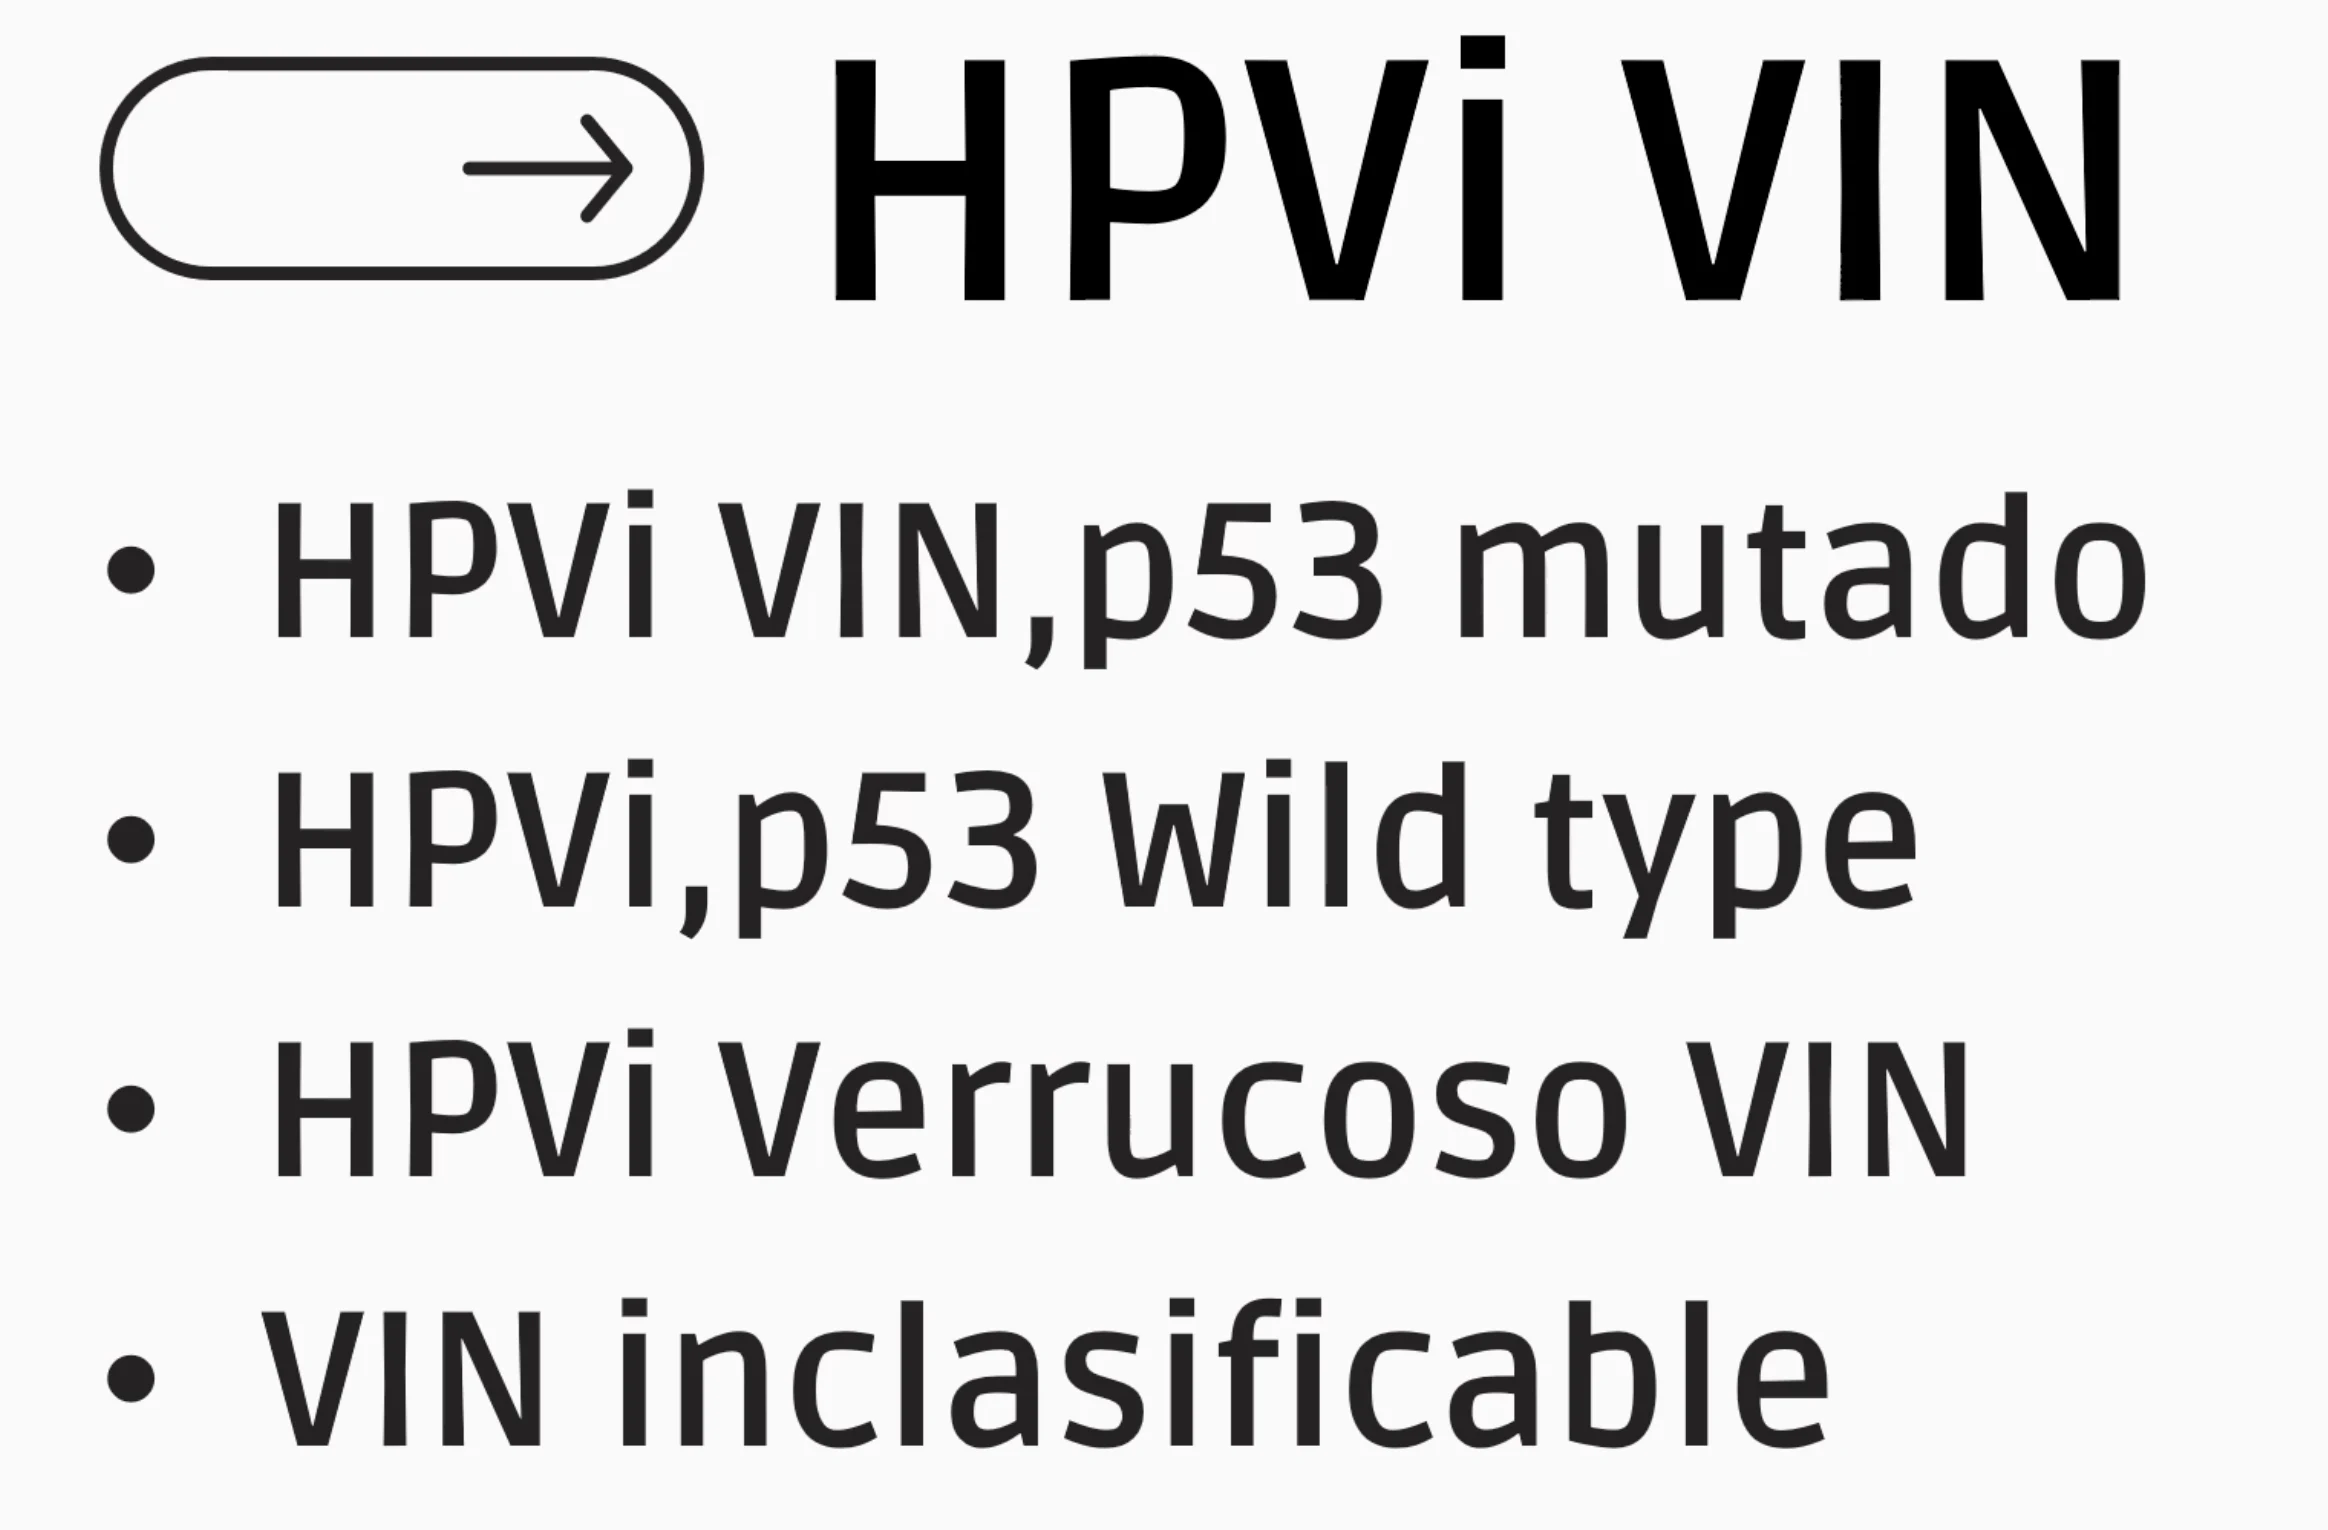 HPVi VIN
• HPVi VIN,p53 mutado
• HPVi,p53 Wild type
• HPVi Verrucoso VIN
• VIN inclasificable